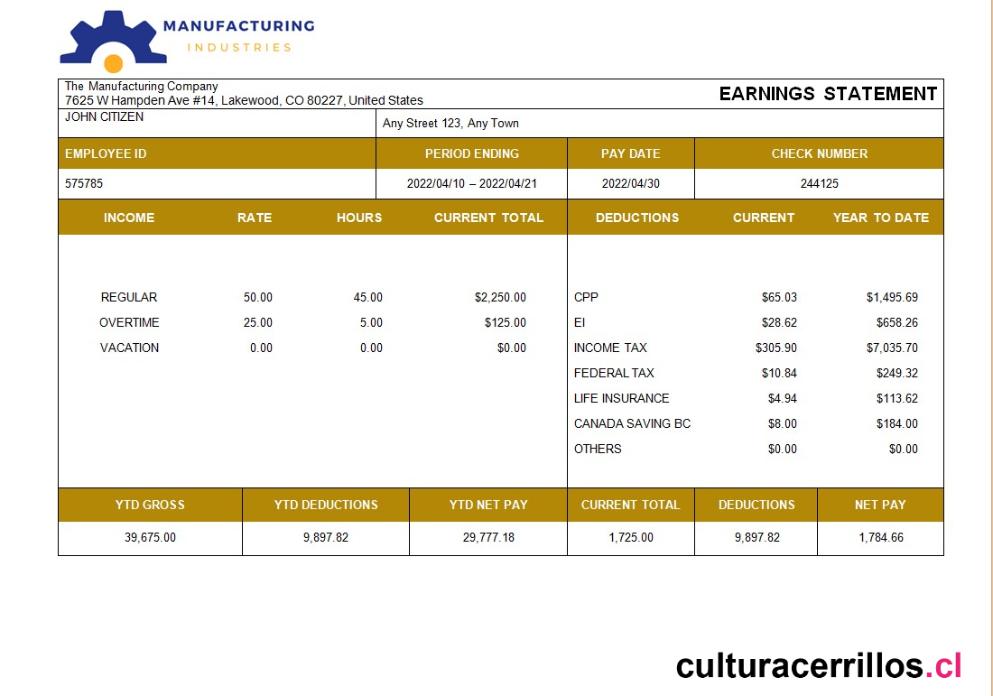 MANUFACTURING
INDUSTRIES
The Manufacturing Company
7625 W Hampden Ave #14, Lakewood, CO 80227, United States
EARNINGS STATEMENT
JOHN CITIZEN
Any Street 123, Any Town
EMPLOYEE ID PERIOD ENDING PAY DATE CHECK NUMBER
575785 2022/04/10 – 2022/04/21 2022/04/30 244125
INCOME RATE HOURS CURRENT TOTAL DEDUCTIONS CURRENT YEAR TO DATE
REGULAR 50.00 45.00 $2,250.00 CPP $65.03 $1,495.69
OVERTIME 25.00 5.00 $125.00 EI $28.62 $658.26
VACATION 0.00 0.00 $0.00 INCOME TAX $305.90 $7,035.70
FEDERAL TAX $10.84 $249.32
LIFE INSURANCE $4.94 $113.62
CANADA SAVING BC $8.00 $184.00
OTHERS $0.00 $0.00
YTD GROSS YTD DEDUCTIONS YTD NET PAY CURRENT TOTAL DEDUCTIONS NET PAY
39,675.00 9,897.82 29,777.18 1,725.00 9,897.82 1,784.66
culturacerrillos.cl